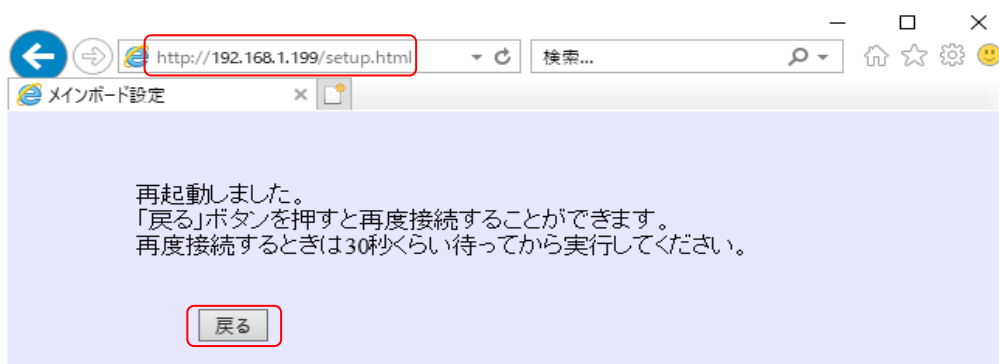 http://192.168.1.199/setup.html
検索...
メインボード設定
再起動しました。
「戻る」ボタンを押すと再度接続することができます。
再度接続するときは30秒くらい待ってから実行してください。
戻る